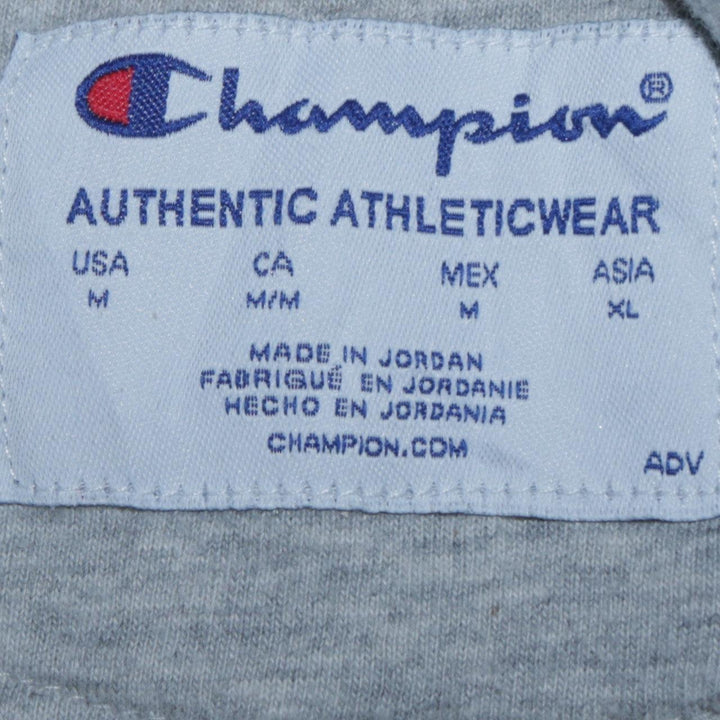 Champion®
AUTHENTIC ATHLETICWEAR
USA CA MEX ASIA
M M/M M XL
MADE IN JORDAN
FABRIQUÉ EN JORDANIE
HECHO EN JORDANIA
CHAMPION.COM
ADV